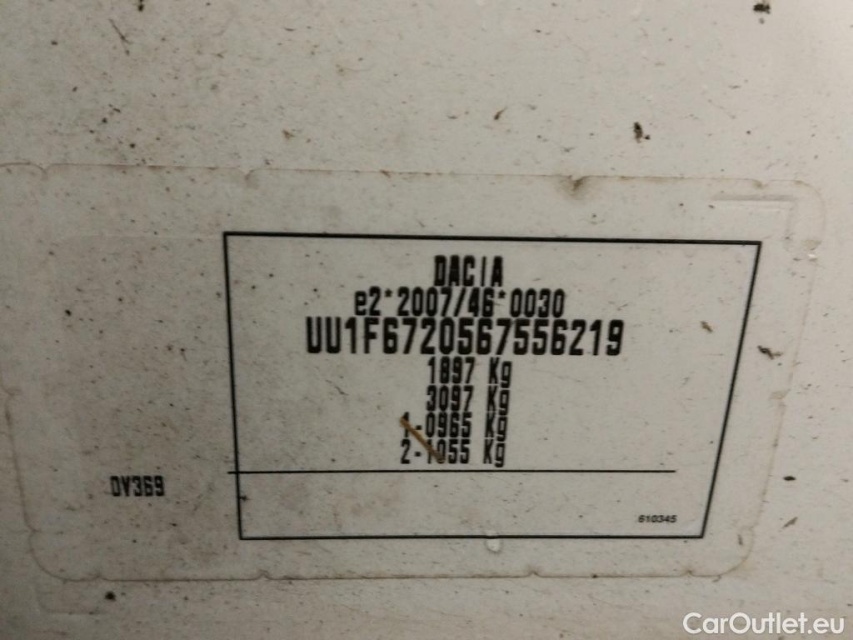 DACIA
e2*2007/46*0030
UU1F6720567556219
1897 Kg
3097 Kg
1-0965 Kg
2-1055 Kg
DV369
610345
CarOutlet.eu